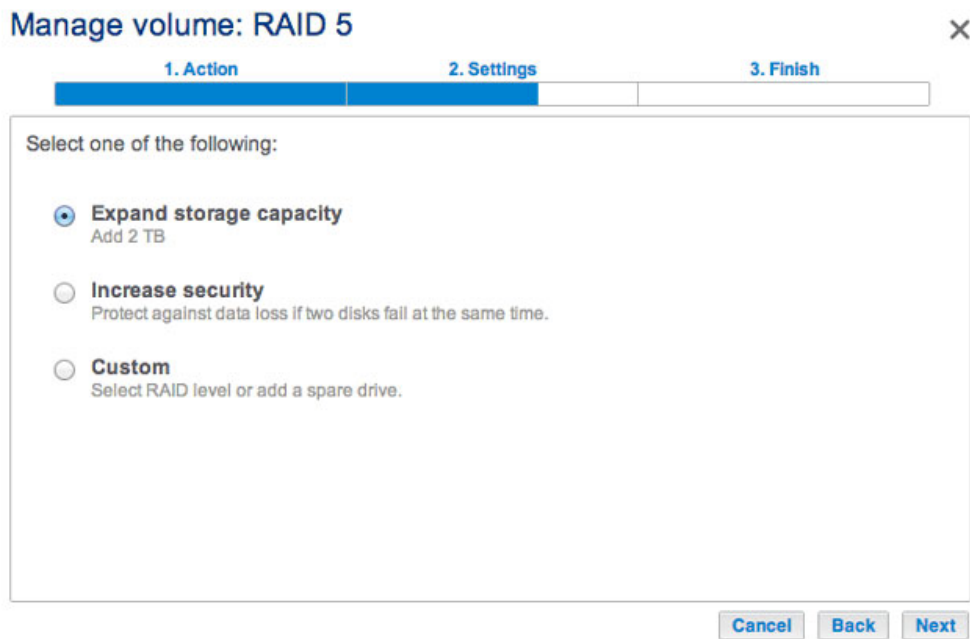 Manage volume: RAID 5
1. Action 2. Settings 3. Finish
Select one of the following:
Expand storage capacity
Add 2 TB
Increase security
Protect against data loss if two disks fail at the same time.
Custom
Select RAID level or add a spare drive.
Cancel Back Next